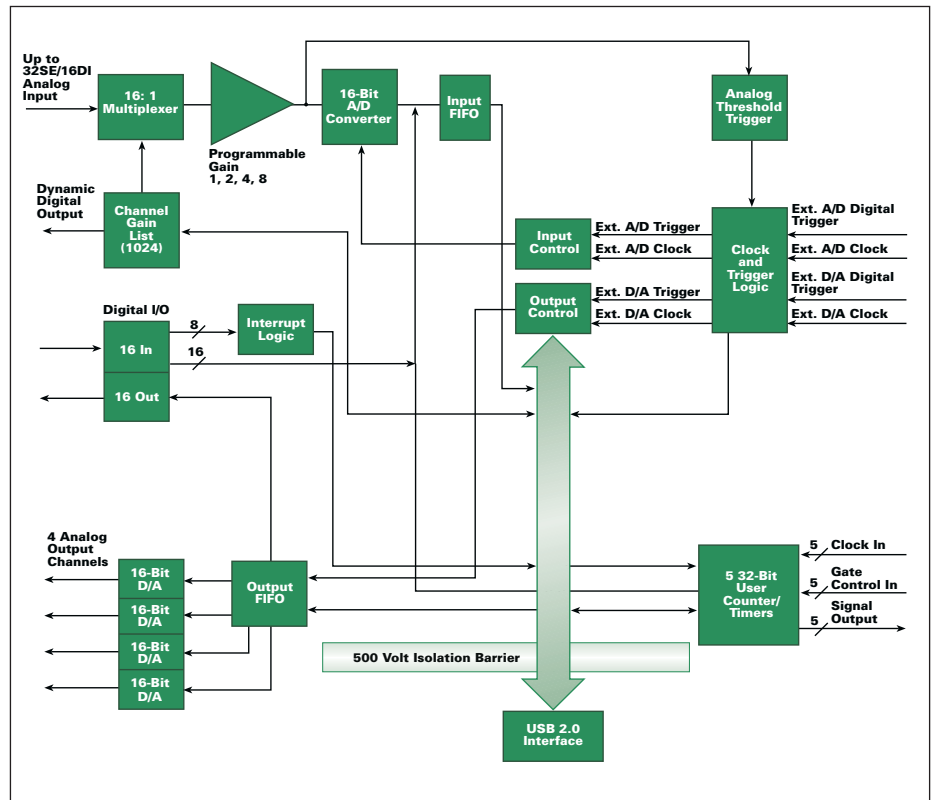 Up to
32SE/16DI
Analog
Input
16: 1
Multiplexer
Programmable
Gain
1, 2, 4, 8
16-Bit
A/D
Converter
Input
FIFO
Analog
Threshold
Trigger
Dynamic
Digital
Output
Channel
Gain
List
(1024)
Input
Control
Ext. A/D Trigger
Ext. A/D Clock
Clock
and
Trigger
Logic
Ext. A/D Digital
Trigger
Ext. A/D Clock
Ext. D/A Digital
Trigger
Ext. D/A Clock
Output
Control
Ext. D/A Trigger
Ext. D/A Clock
Digital I/O
16 In
16 Out
8
16
Interrupt
Logic
4 Analog
Output
Channels
16-Bit
D/A
16-Bit
D/A
16-Bit
D/A
16-Bit
D/A
Output
FIFO
5 32-Bit
User
Counter/
Timers
5 Clock In
5 Gate
Control In
5 Signal
Output
500 Volt Isolation Barrier
USB 2.0
Interface